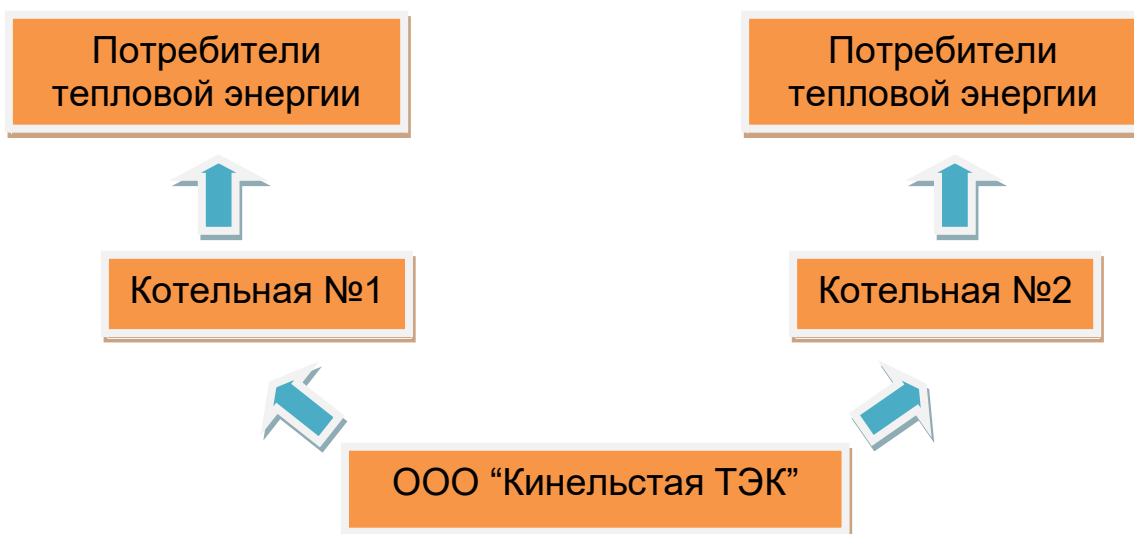 Потребители
тепловой энергии
Потребители
тепловой энергии
Котельная №1
Котельная №2
ООО “Кинельстая ТЭК”